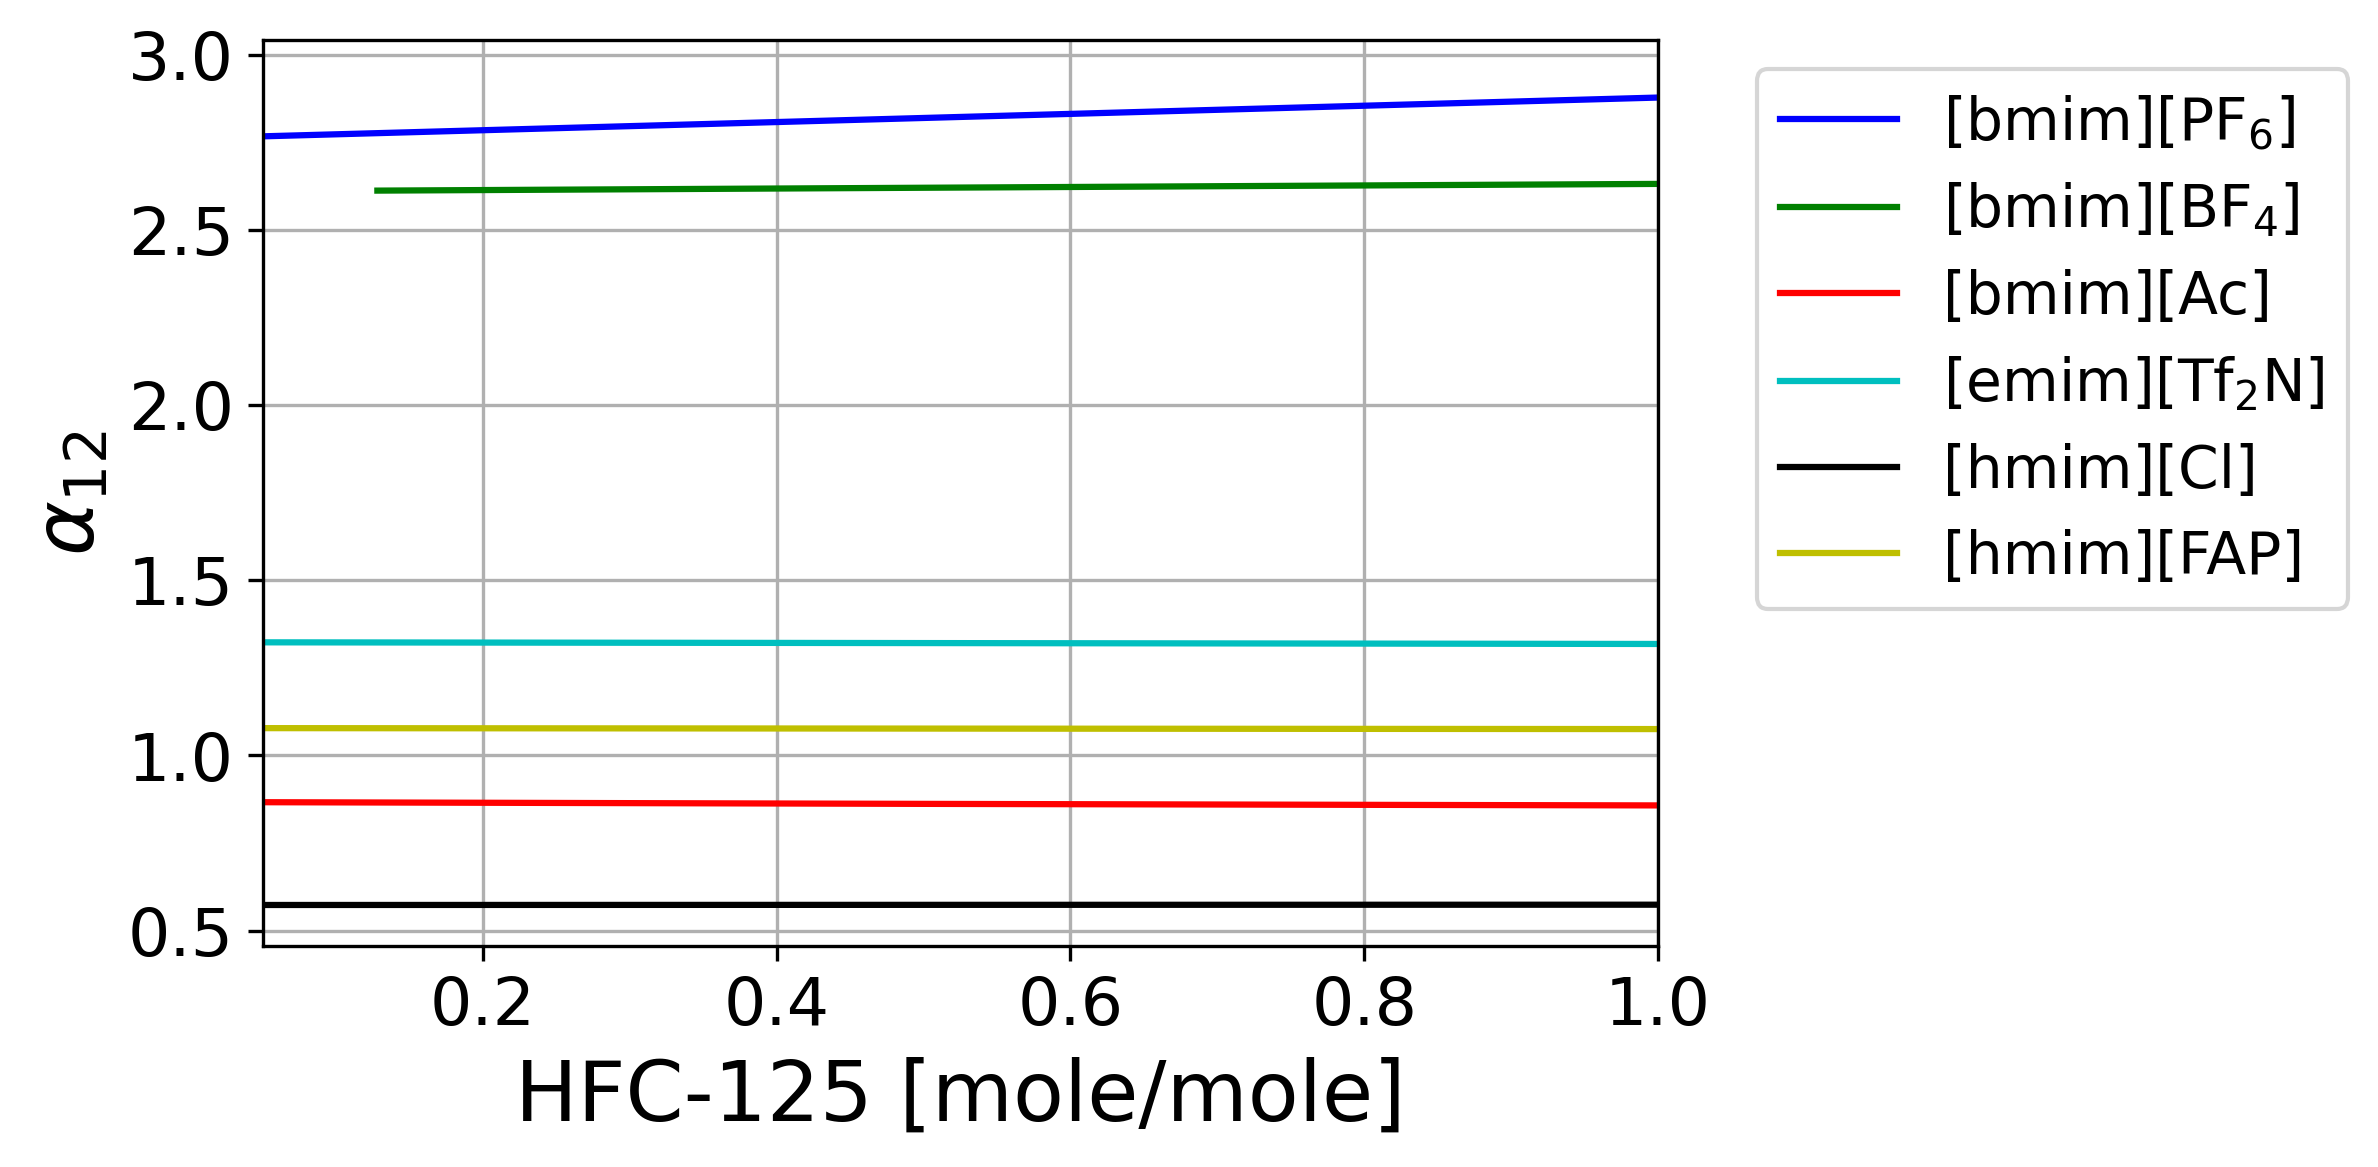 3.0
2.5
2.0
1.5
1.0
0.5
α₁₂
0.2 0.4 0.6 0.8 1.0
HFC-125 [mole/mole]
[bmim][PF₆]
[bmim][BF₄]
[bmim][Ac]
[emim][Tf₂N]
[hmim][Cl]
[hmim][FAP]